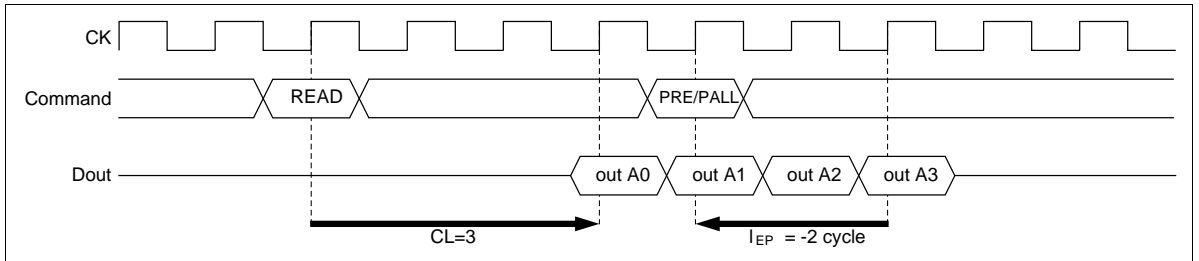 CK
Command READ PRE/PALL
Dout out A0 out A1 out A2 out A3
CL=3 lEP = -2 cycle